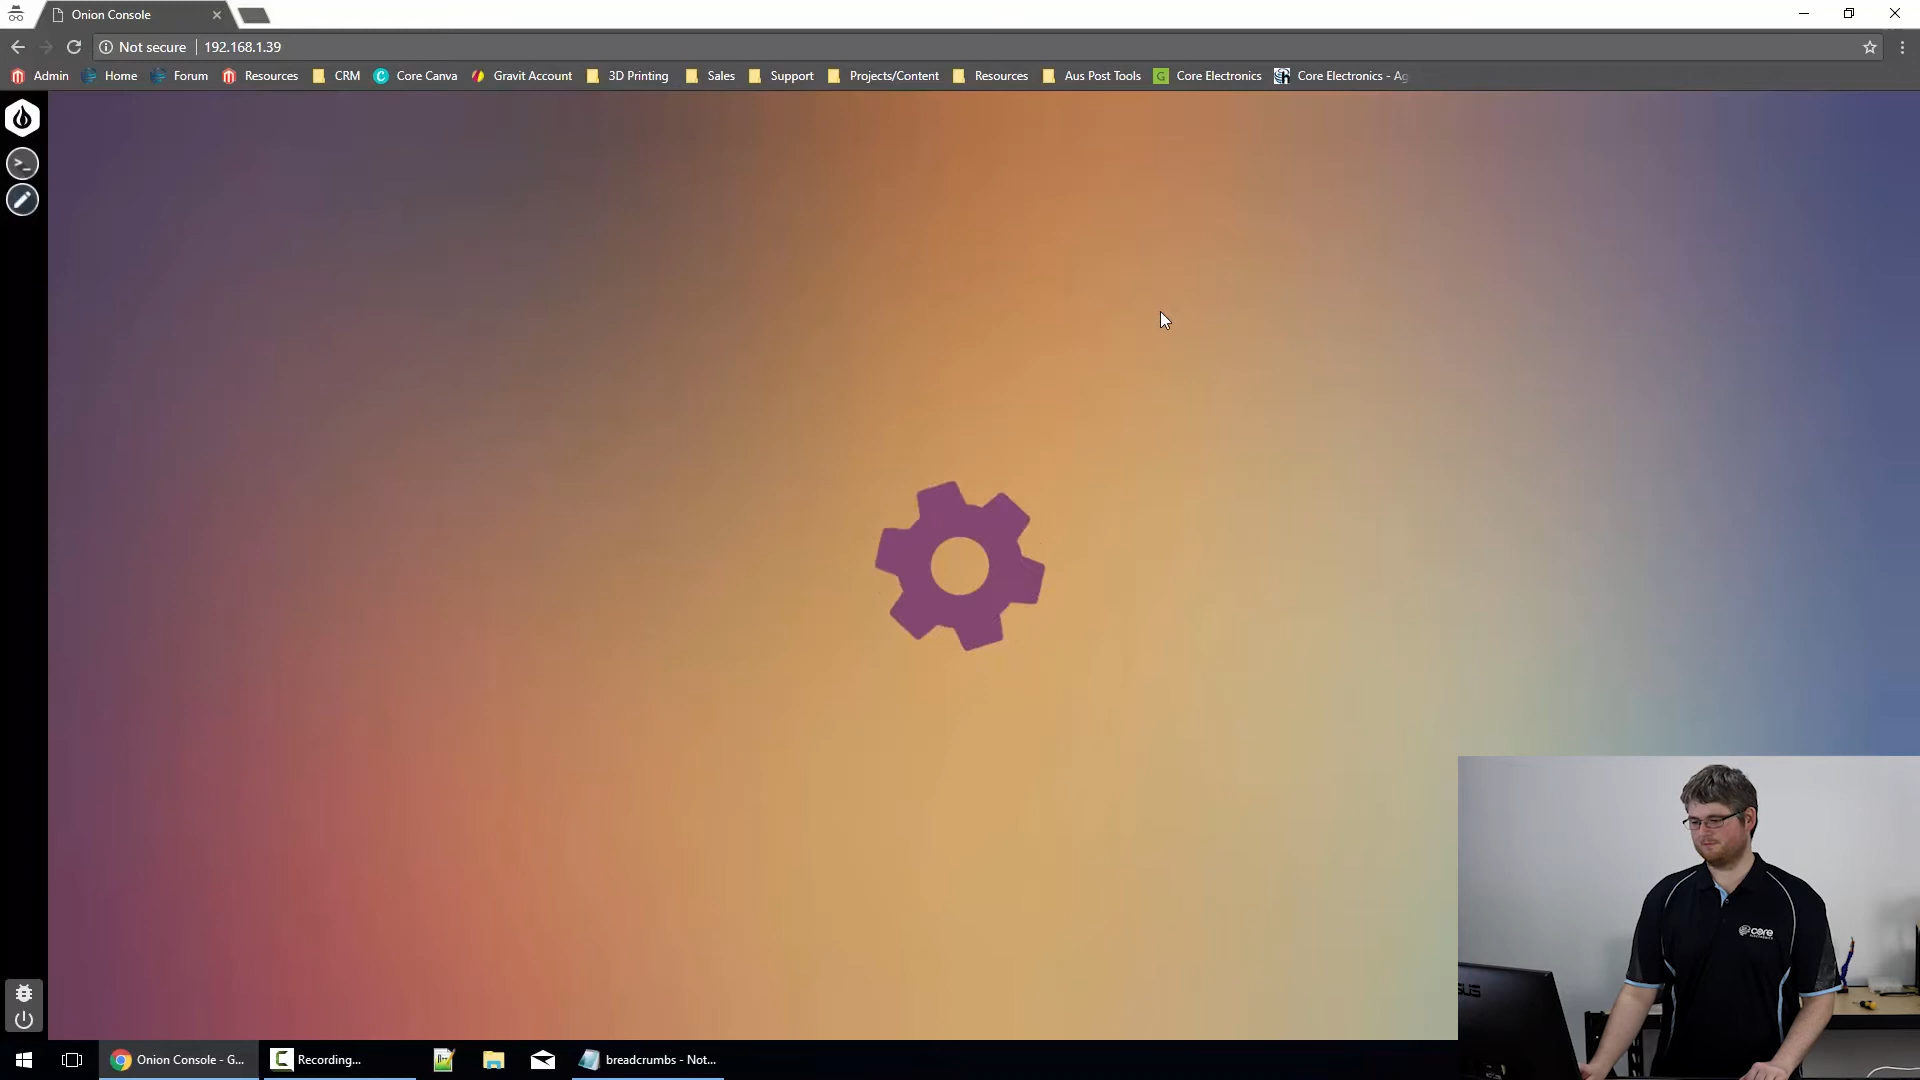 Onion Console
Not secure
192.168.1.39
Admin
Home
Forum
Resources
CRM
Core Canva
Gravit Account
3D Printing
Sales
Support
Projects/Content
Resources
Aus Post Tools
Core Electronics
Core Electronics - Ag
>_
core
Onion Console - G...
Recording...
breadcrumbs - Not...